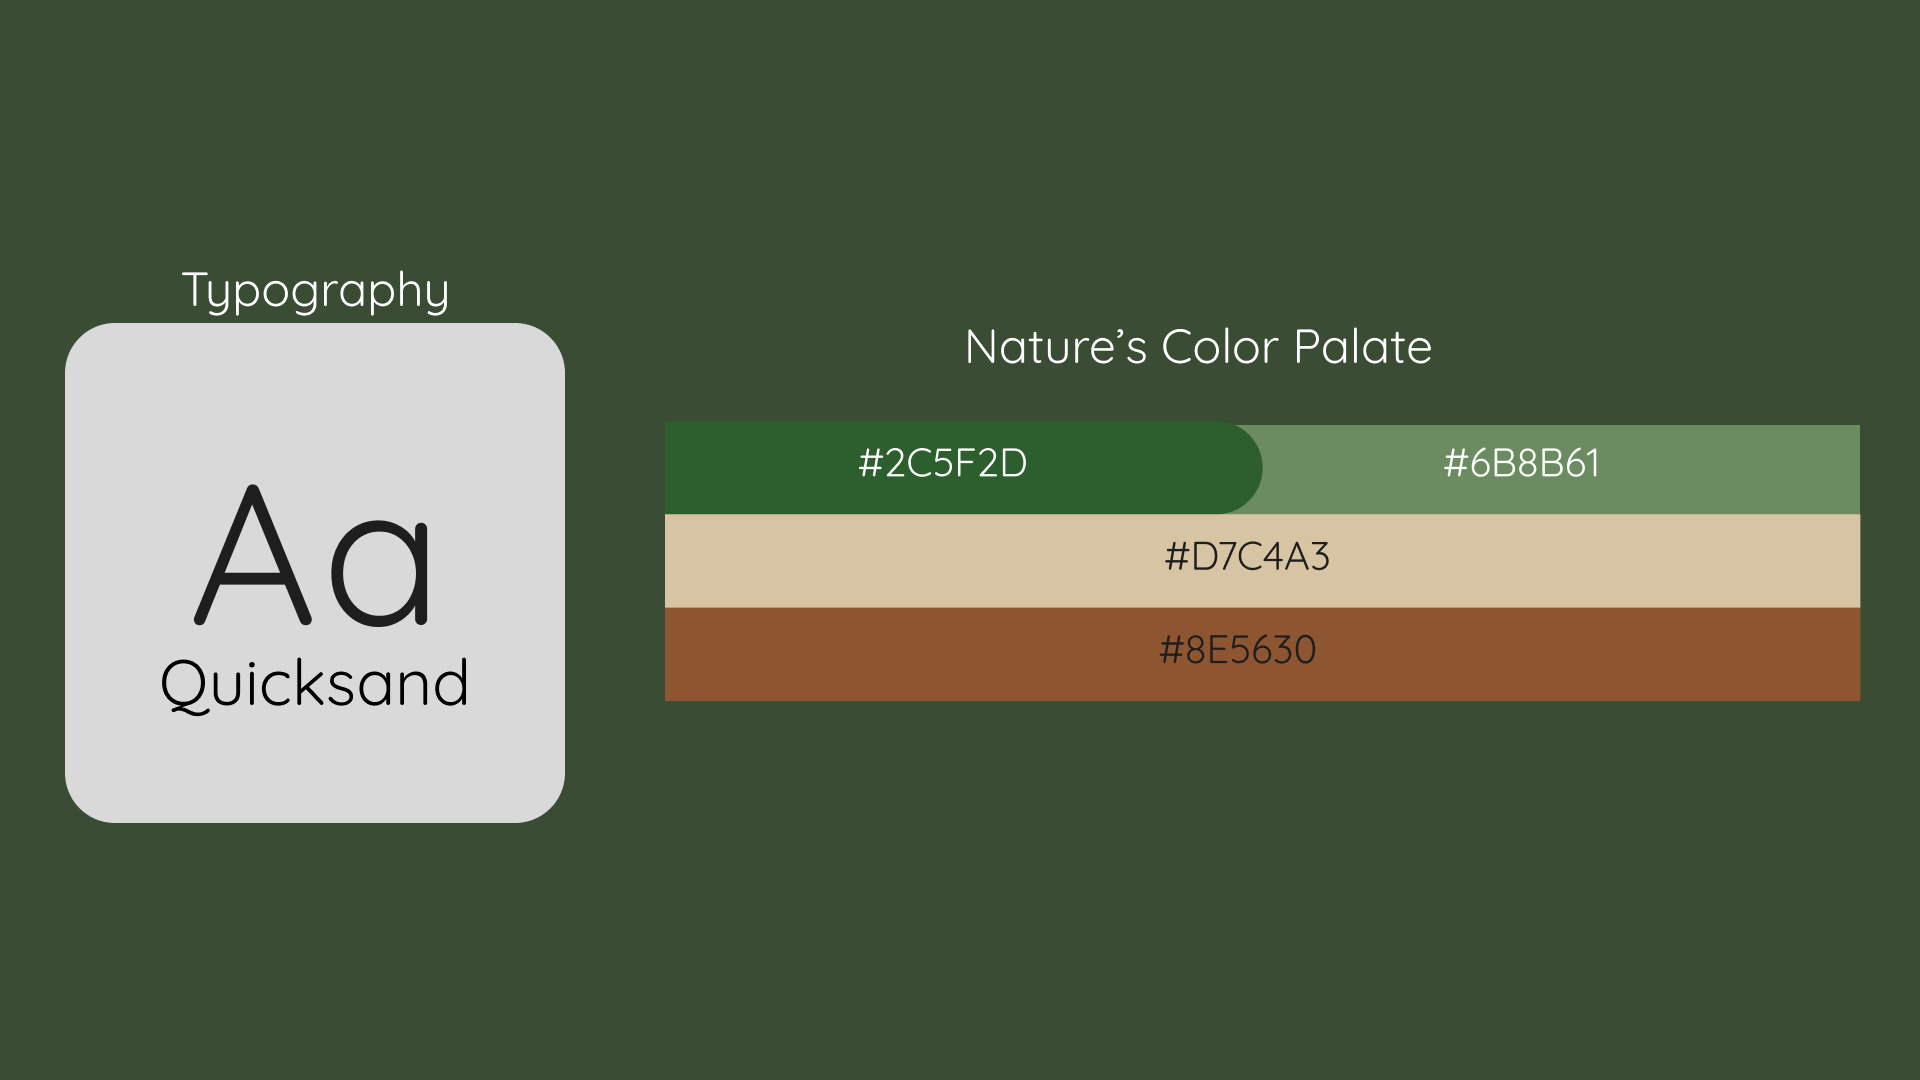 Typography
Aa
Quicksand
Nature’s Color Palate
#2C5F2D
#6B8B61
#D7C4A3
#8E5630